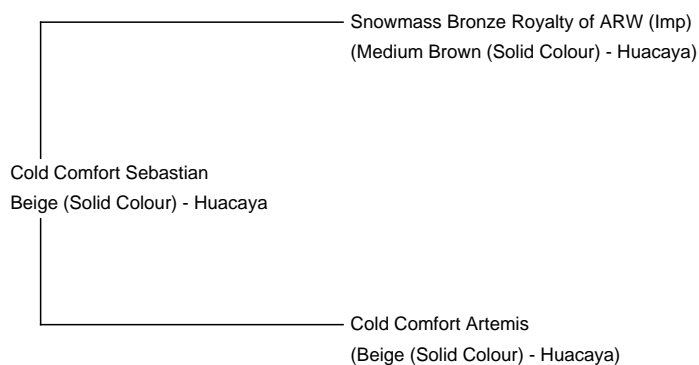 Snowmass Bronze Royalty of ARW (Imp)
(Medium Brown (Solid Colour) - Huacaya)
Cold Comfort Sebastian
Beige (Solid Colour) - Huacaya
Cold Comfort Artemis
(Beige (Solid Colour) - Huacaya)